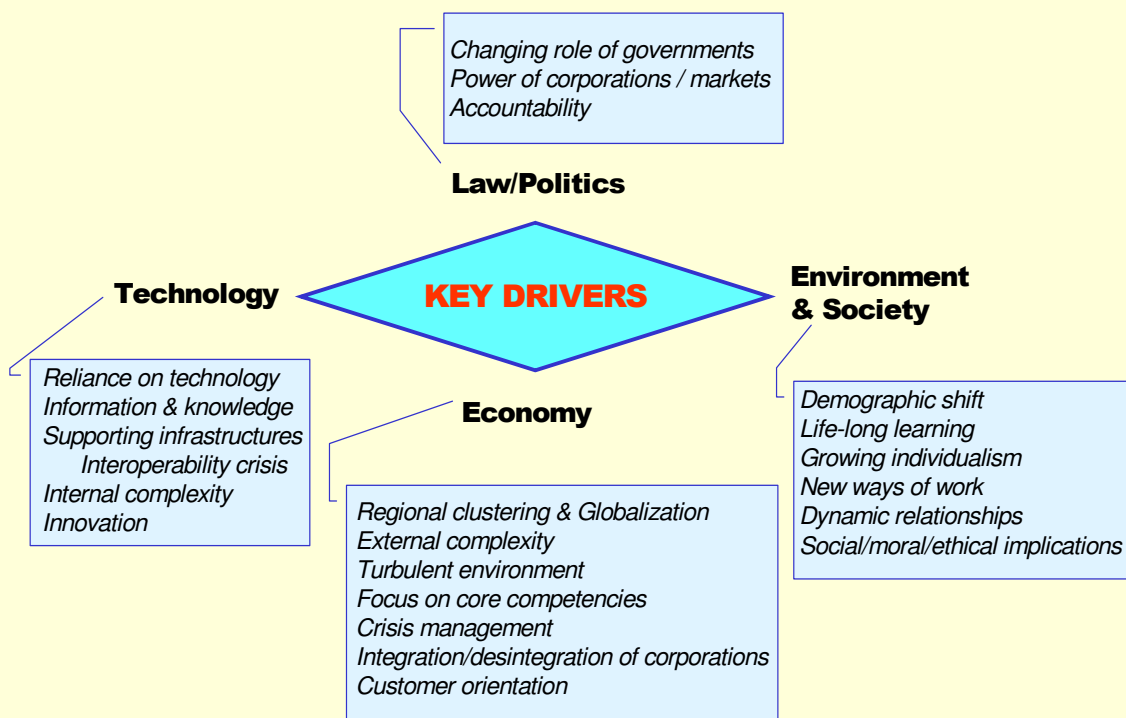 Changing role of governments
Power of corporations / markets
Accountability
Law/Politics
Technology
KEY DRIVERS
Environment
& Society
Reliance on technology
Information & knowledge
Supporting infrastructures
Interoperability crisis
Internal complexity
Innovation
Economy
Regional clustering & Globalization
External complexity
Turbulent environment
Focus on core competencies
Crisis management
Integration/desintegration of corporations
Customer orientation
Demographic shift
Life-long learning
Growing individualism
New ways of work
Dynamic relationships
Social/moral/ethical implications